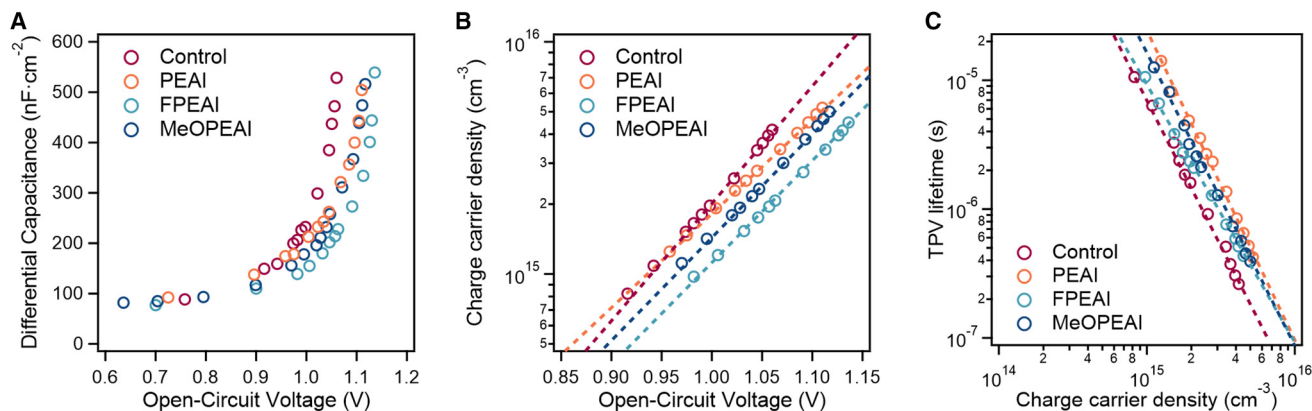 A
Differential Capacitance (nF·cm⁻²)
600
500
400
300
200
100
0
Control
PEAI
FPEAI
MeOPEAI
0.6 0.7 0.8 0.9 1.0 1.1 1.2
Open-Circuit Voltage (V)
B
Charge carrier density (cm⁻³)
10¹⁶
8
7
6
5
4
3
2
10¹⁵
8
7
6
5
Control
PEAI
FPEAI
MeOPEAI
0.85 0.90 0.95 1.00 1.05 1.10 1.15
Open-Circuit Voltage (V)
C
TPV lifetime (s)
2
10⁻⁵
8
6
4
2
10⁻⁶
8
6
4
2
10⁻⁷
Control
PEAI
FPEAI
MeOPEAI
2 4 6 8 2 4 6 8
10¹⁴ 10¹⁵ 10¹⁶
Charge carrier density (cm⁻³)